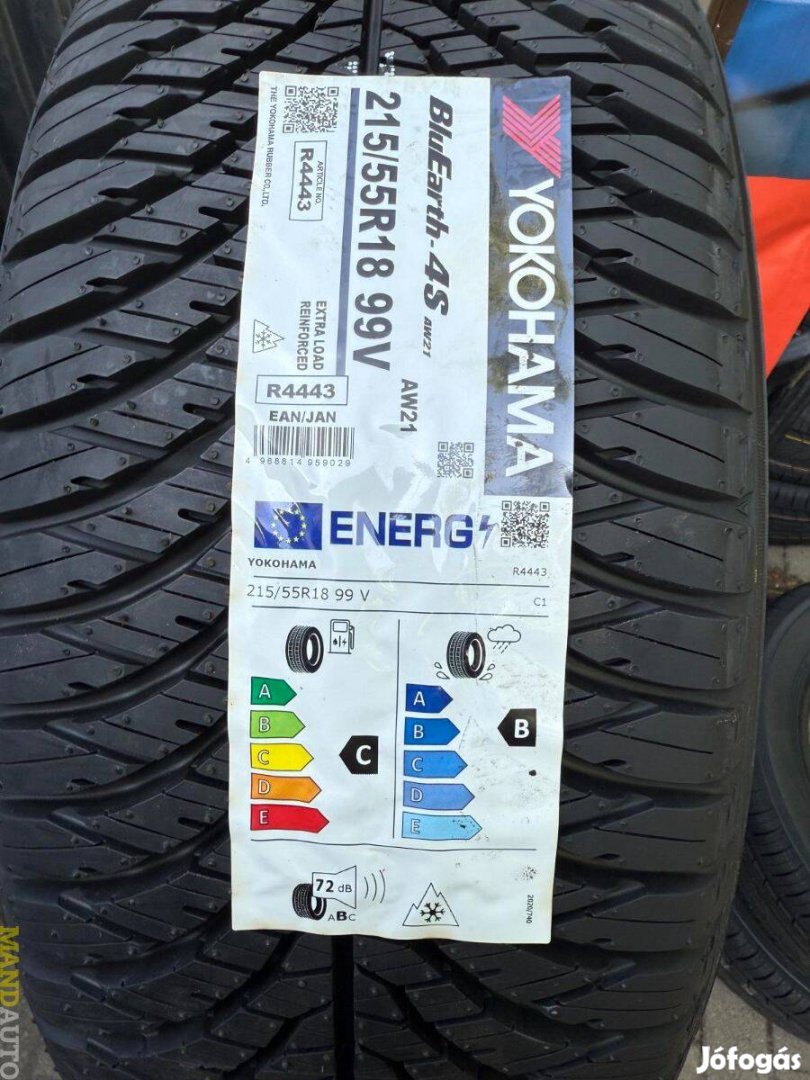 YOKOHAMA
BluEarth-4S AW21
215/55R18 99V
AW21
EXTRA LOAD
REINFORCED
ARTICLE NO.
R4443
THE YOKOHAMA RUBBER CO.,LTD.
R4443
EAN/JAN
4 968814 959029
ENERG
YOKOHAMA
R4443
215/55R18 99 V
C1
A
B
C
D
E
C
A
B
C
D
E
B
72 dB
ABC
2020/740
MANDAUTO
Jófogás